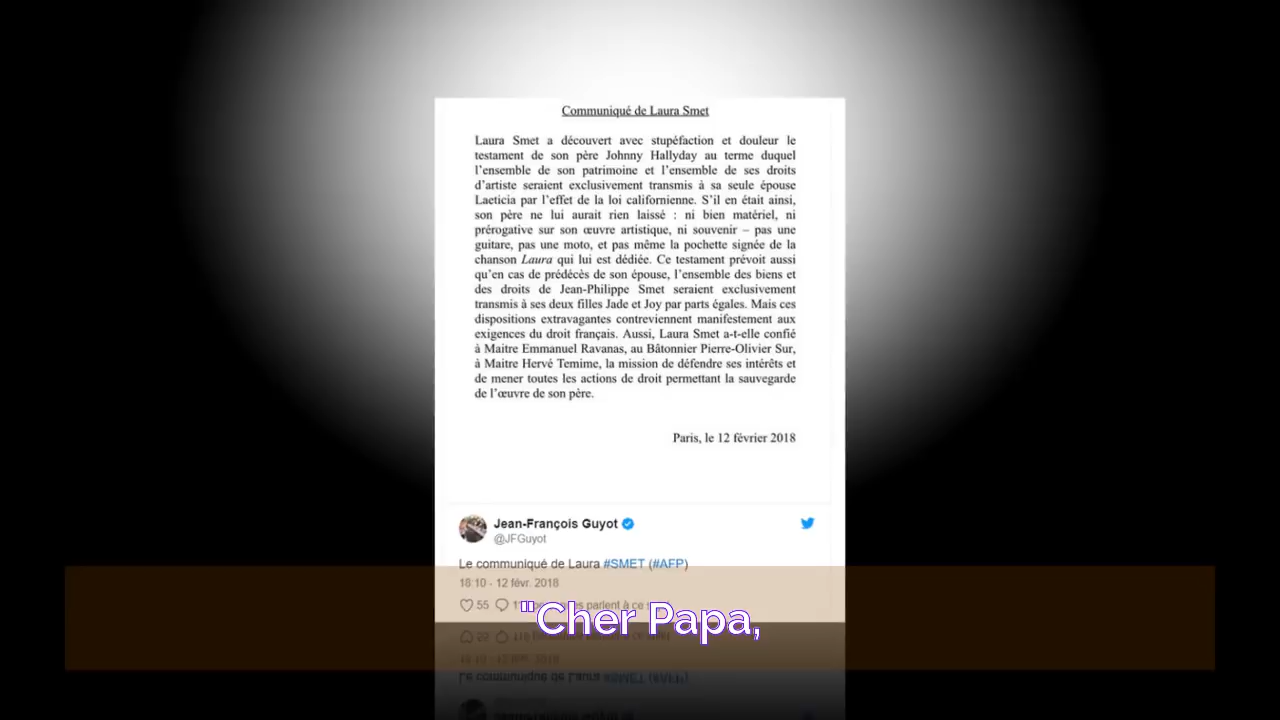 Communiqué de Laura Smet
Laura Smet a découvert avec stupéfaction et douleur le
testament de son père Johnny Hallyday au terme duquel
l'ensemble de son patrimoine et l'ensemble de ses droits
d'artiste seraient exclusivement transmis à sa seule épouse
Laeticia par l'effet de la loi californienne. S'il en était ainsi,
son père ne lui aurait rien laissé : ni bien matériel, ni
prérogative sur son œuvre artistique, ni souvenir – pas une
guitare, pas une moto, et pas même la pochette signée de la
chanson Laura qui lui est dédiée. Ce testament prévoit aussi
qu'en cas de prédécès de son épouse, l'ensemble des biens et
des droits de Jean-Philippe Smet seraient exclusivement
transmis à ses deux filles Jade et Joy par parts égales. Mais ces
dispositions extravagantes contreviennent manifestement aux
exigences du droit français. Aussi, Laura Smet a-t-elle confié
à Maitre Emmanuel Ravanas, au Bâtonnier Pierre-Olivier Sur,
à Maitre Hervé Temime, la mission de défendre ses intérêts et
de mener toutes les actions de droit permettant la sauvegarde
de l'œuvre de son père.
Paris, le 12 février 2018
Jean-François Guyot
@JFGuyot
Le communiqué de Laura #SMET (#AFP)
18:10 - 12 févr. 2018
55 parlent à ce
"Cher Papa,